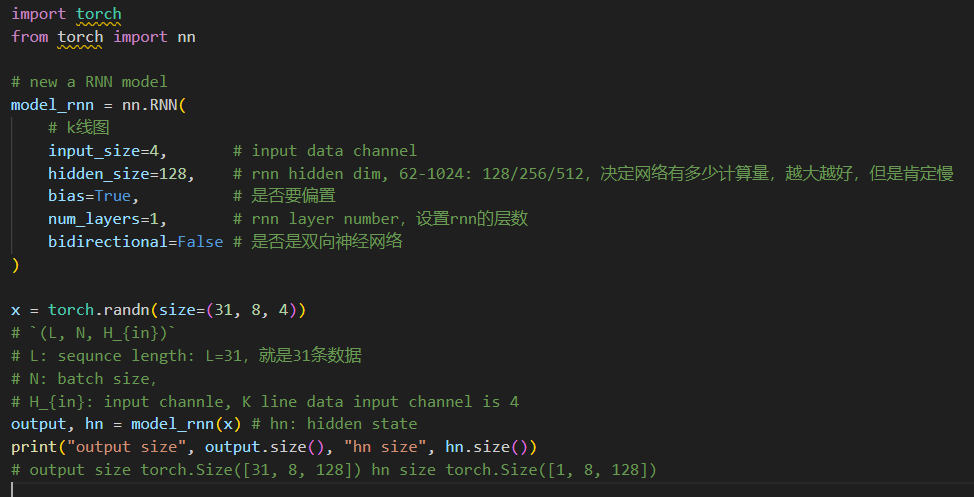 import torch
from torch import nn
# new a RNN model
model_rnn = nn.RNN(
# k线图
input_size=4, # input data channel
hidden_size=128, # rnn hidden dim, 62-1024: 128/256/512, 决定网络有多少计算量, 越大越好, 但是肯定慢
bias=True, # 是否要偏置
num_layers=1, # rnn layer number, 设置rnn的层数
bidirectional=False # 是否是双向神经网络
)
x = torch.randn(size=(31, 8, 4))
# `(L, N, H_{in})`
# L: sequnce length: L=31, 就是31条数据
# N: batch size,
# H_{in}: input channle, K line data input channel is 4
output, hn = model_rnn(x) # hn: hidden state
print("output size", output.size(), "hn size", hn.size())
# output size torch.Size([31, 8, 128]) hn size torch.Size([1, 8, 128])